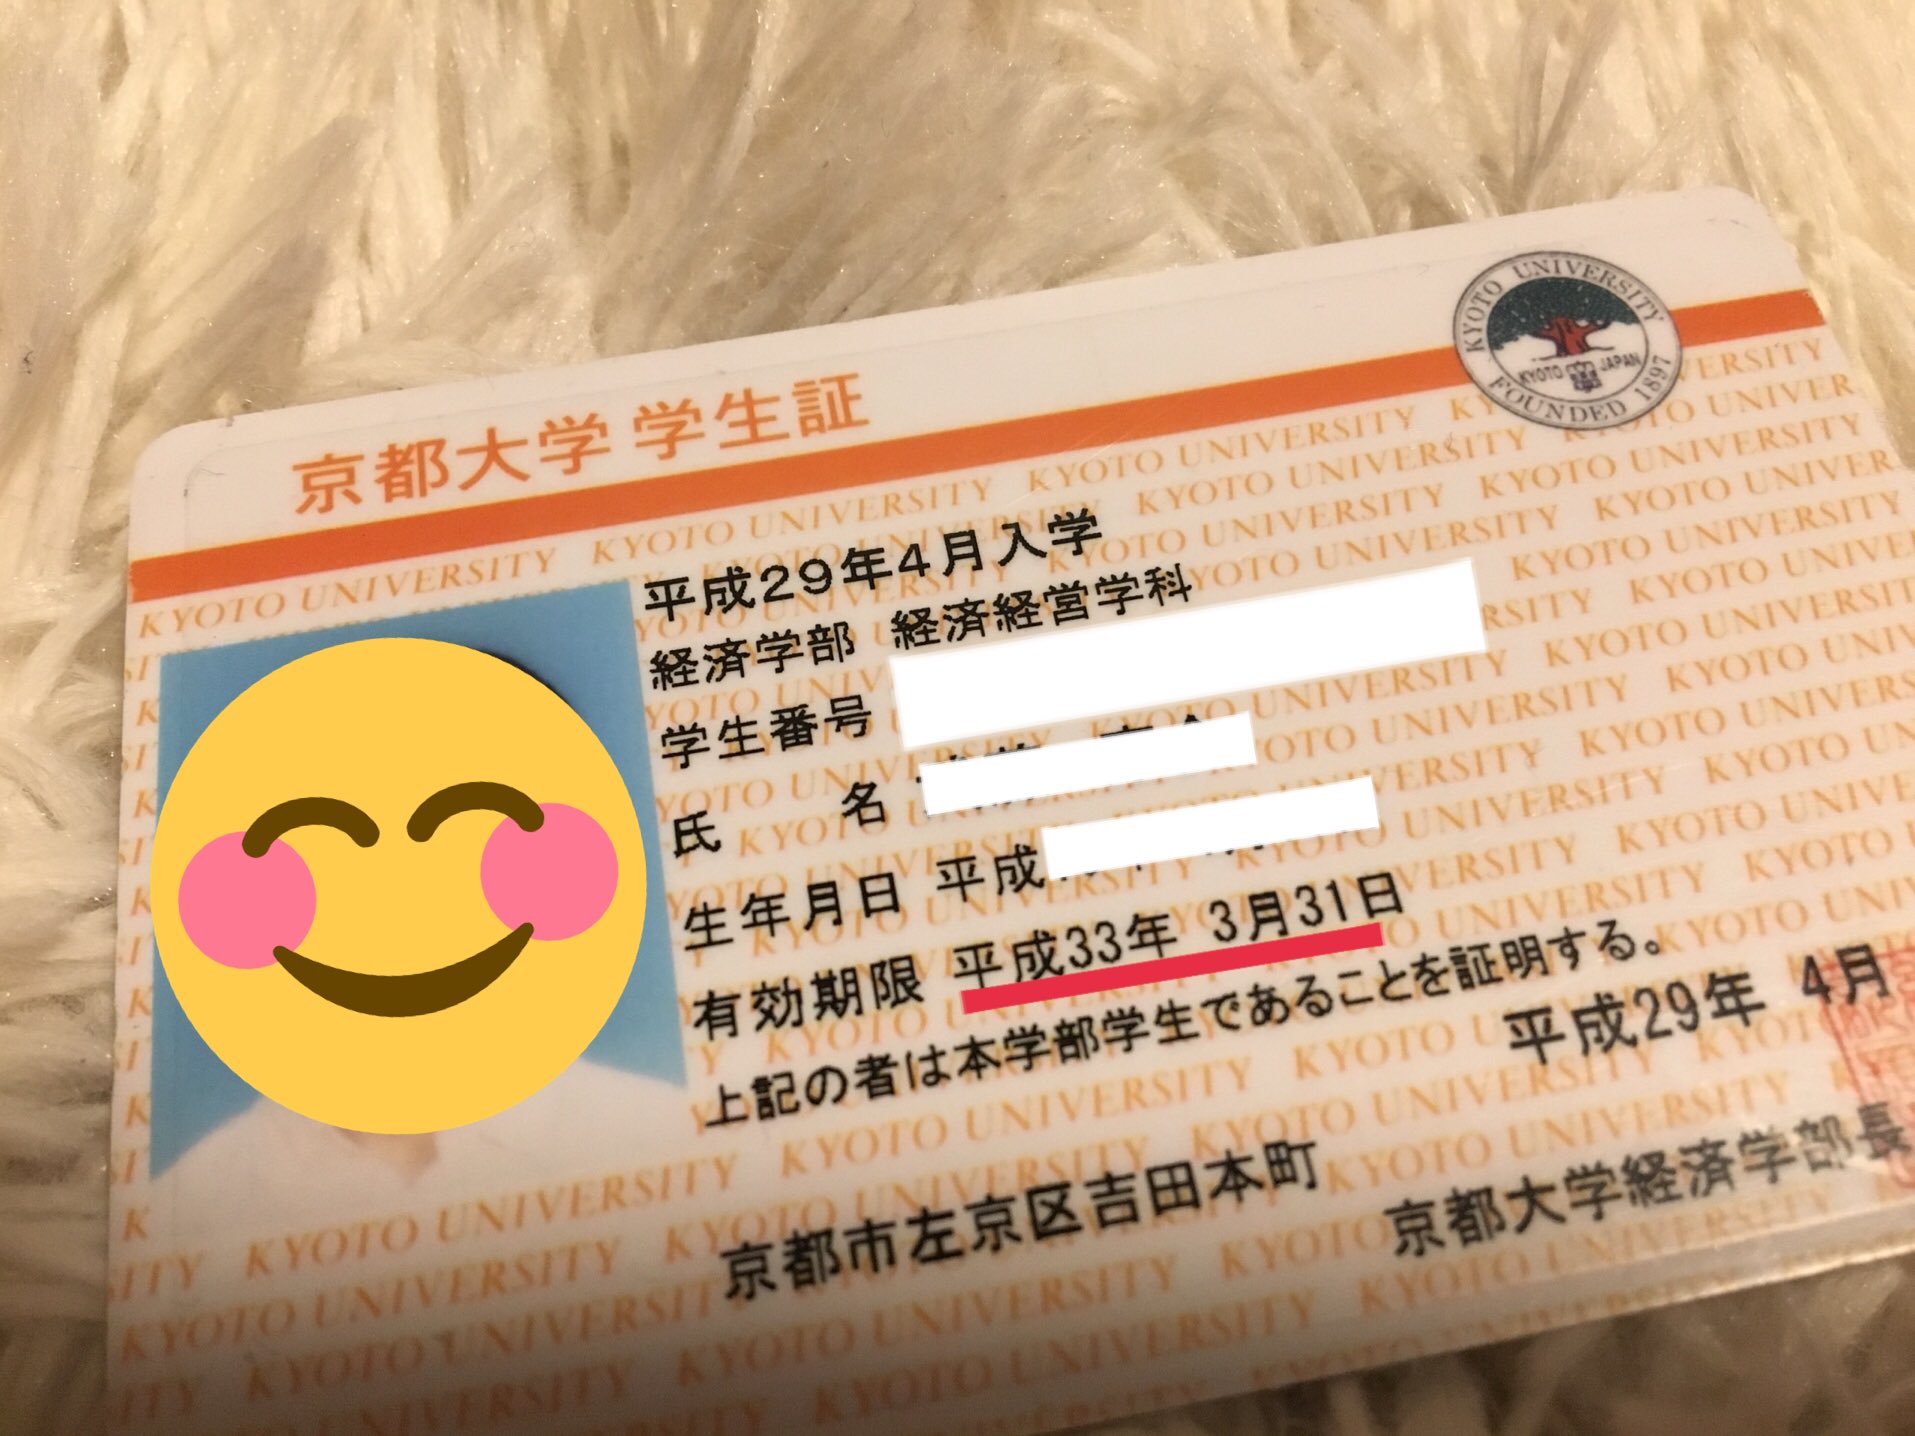 京都大学 学生証
KYOTO UNIVERSITY
KYOTO JAPAN
FOUNDED 1897
平成29年4月入学
経済学部 経済経営学科
学生番号
氏 名
生年月日 平成
有効期限 平成33年 3月31日
上記の者は本学部学生であることを証明する。
平成29年 4月
京都市左京区吉田本町
京都大学経済学部長